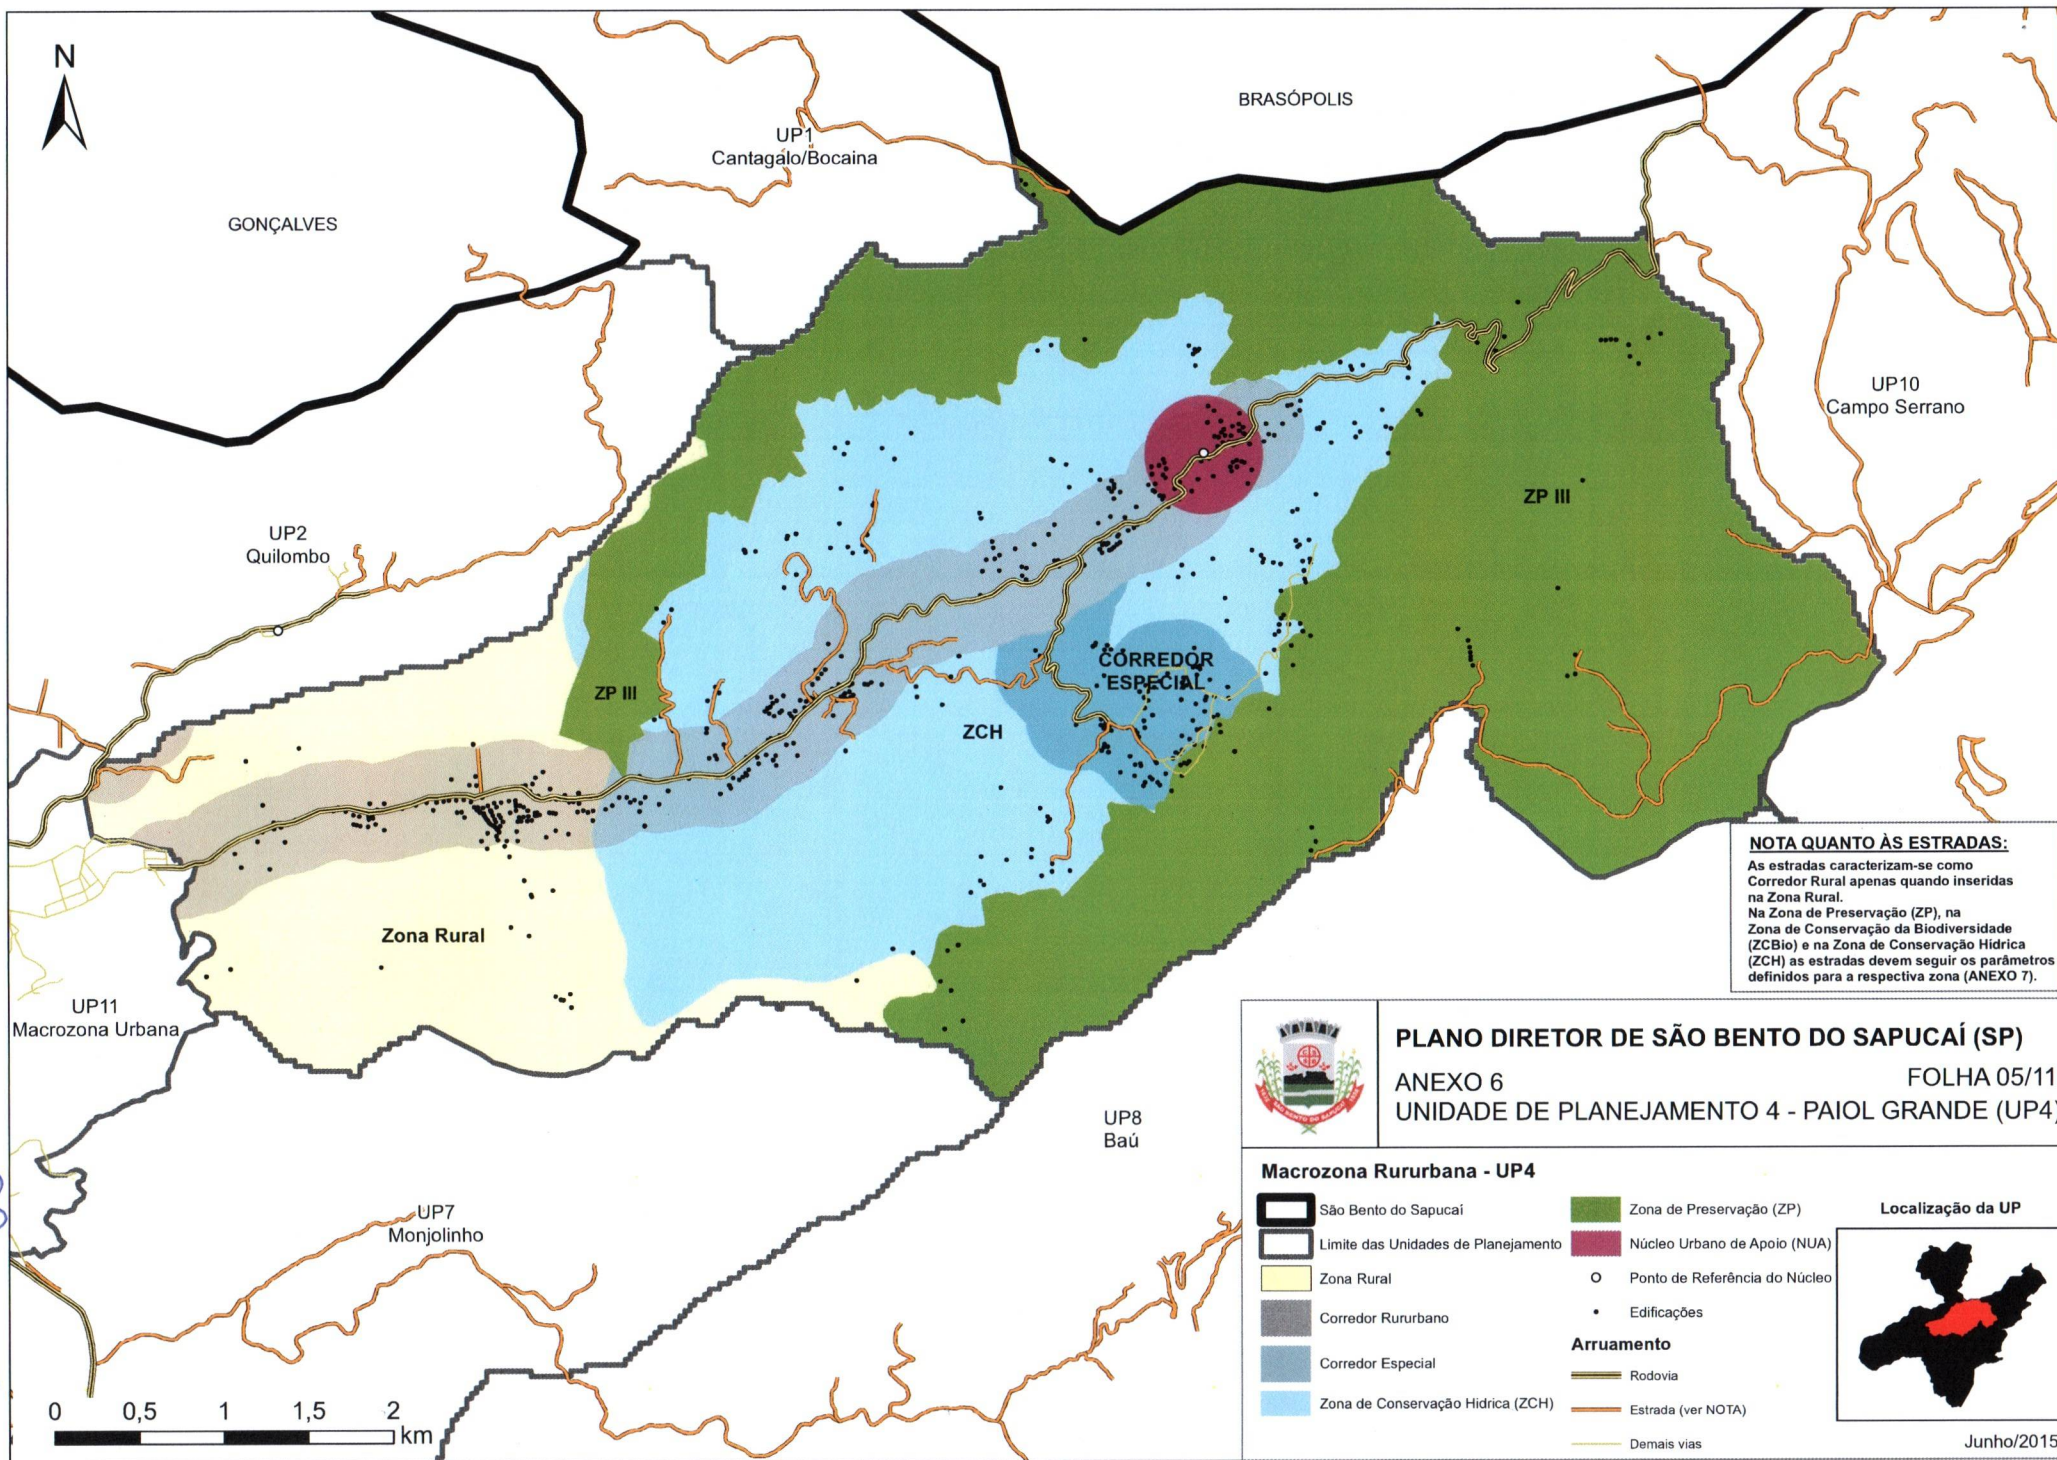 N
BRASÓPOLIS
UP1
Cantagalo/Bocaina
GONÇALVES
UP10
Campo Serrano
ZP III
UP2
Quilombo
CORREDOR
ESPECIAL
ZP III
ZCH
Zona Rural
UP11
Macrozona Urbana
UP8
Baú
UP7
Monjolinho
0 0,5 1 1,5 2
km
NOTA QUANTO ÀS ESTRADAS:
As estradas caracterizam-se como
Corredor Rural apenas quando inseridas
na Zona Rural.
Na Zona de Preservação (ZP), na
Zona de Conservação da Biodiversidade
(ZCBio) e na Zona de Conservação Hídrica
(ZCH) as estradas devem seguir os parâmetros
definidos para a respectiva zona (ANEXO 7).
PLANO DIRETOR DE SÃO BENTO DO SAPUCAÍ (SP)
ANEXO 6 FOLHA 05/11
UNIDADE DE PLANEJAMENTO 4 - PAIOL GRANDE (UP4)
Macrozona Rururbana - UP4
São Bento do Sapucaí
Limite das Unidades de Planejamento
Zona Rural
Corredor Rururbano
Corredor Especial
Zona de Conservação Hídrica (ZCH)
Zona de Preservação (ZP)
Núcleo Urbano de Apoio (NUA)
Ponto de Referência do Núcleo
Edificações
Arruamento
Rodovia
Estrada (ver NOTA)
Demais vias
Localização da UP
Junho/2015